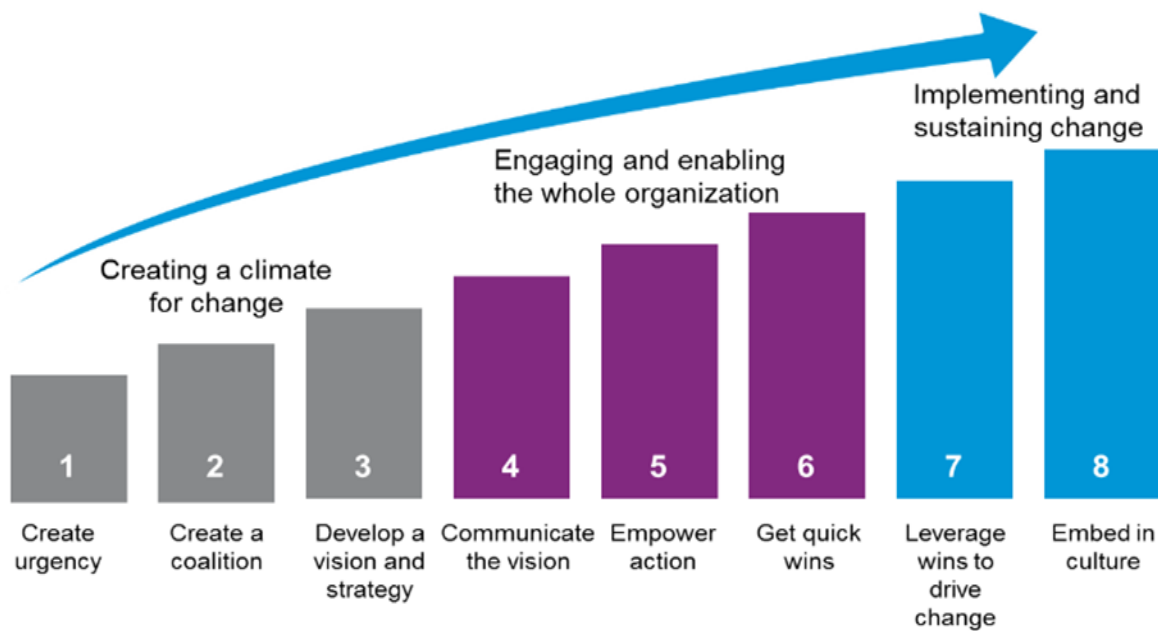 Implementing and
sustaining change
Engaging and enabling
the whole organization
Creating a climate
for change
1
2
3
4
5
6
7
8
Create
urgency
Create a
coalition
Develop a
vision and
strategy
Communicate
the vision
Empower
action
Get quick
wins
Leverage
wins to
drive
change
Embed in
culture